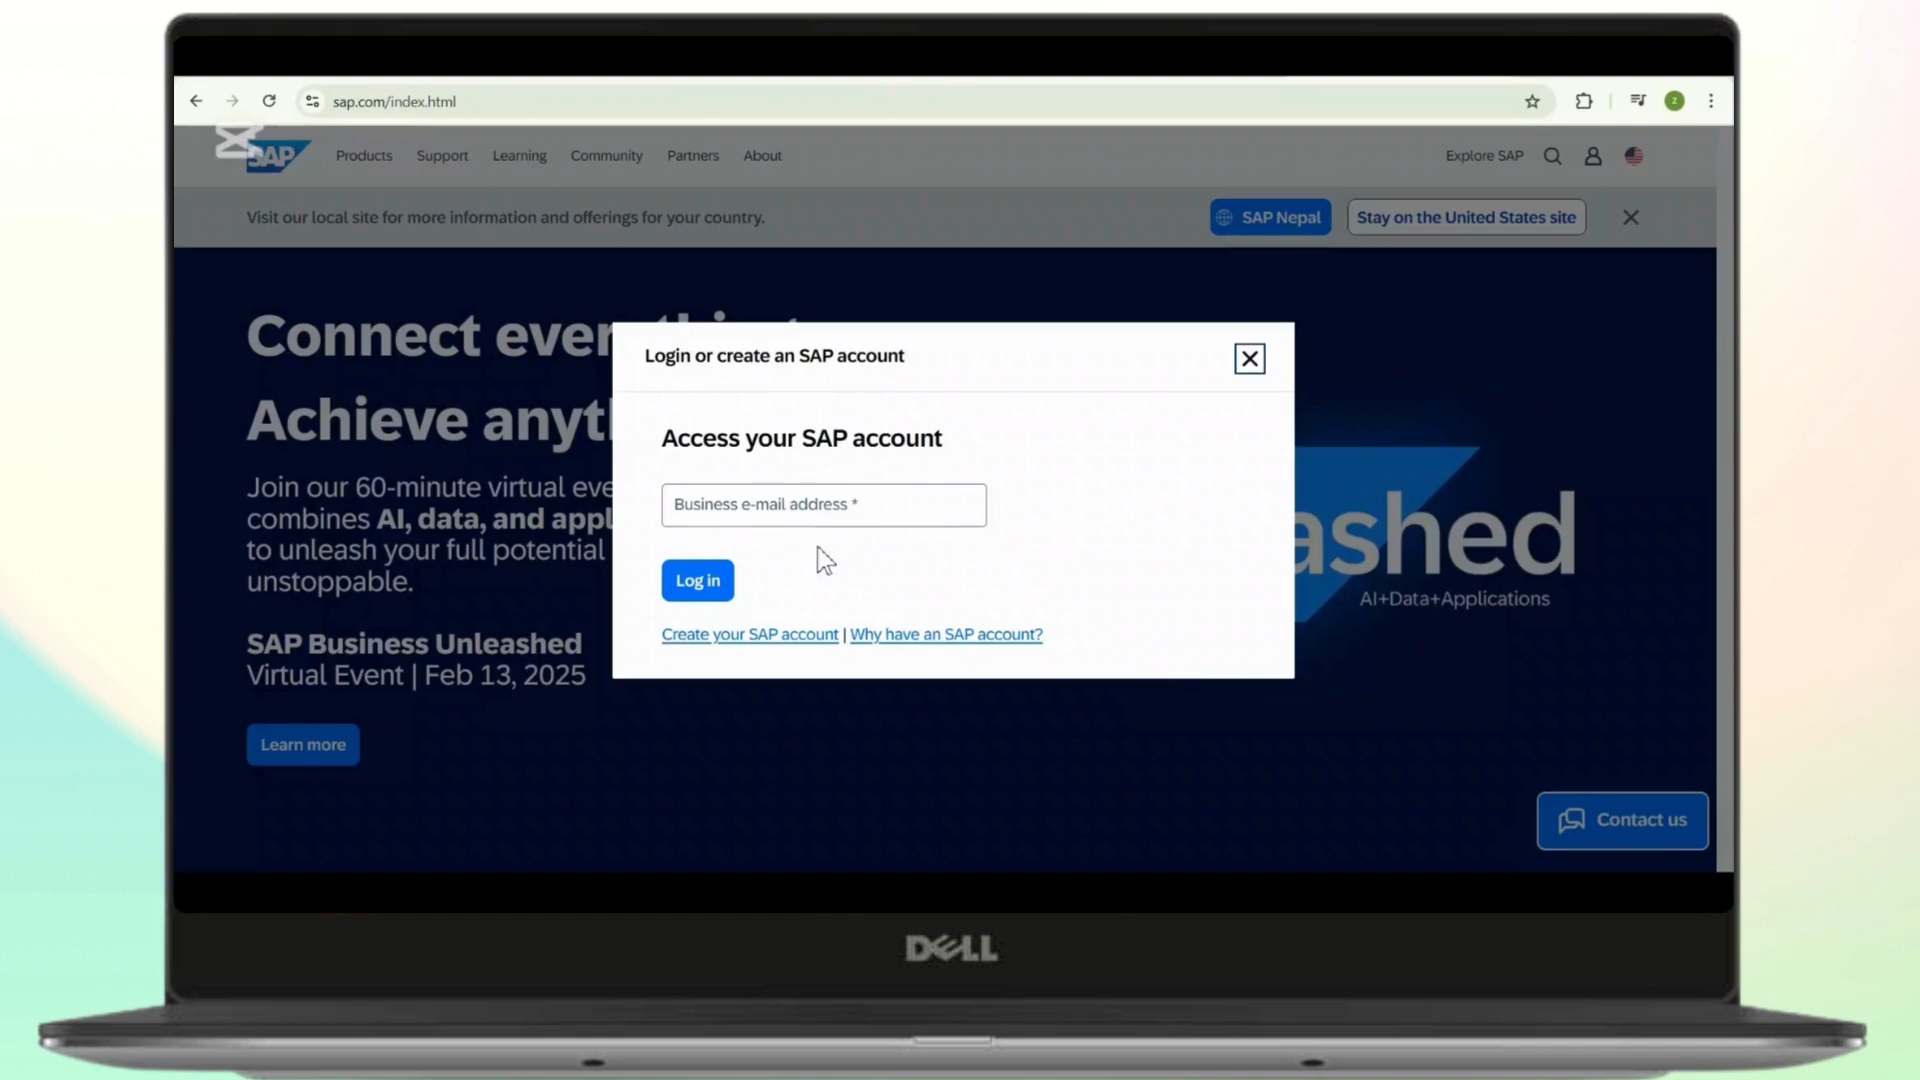 sap.com/index.html
Z
SAP
Products
Support
Learning
Community
Partners
About
Explore SAP
Visit our local site for more information and offerings for your country.
SAP Nepal
Stay on the United States site
Connect
Achieve
Join our 60-minute virtual
combines AI, data, and
to unleash your full potential
unstoppable.
SAP Business Unleashed
Virtual Event | Feb 13, 2025
Learn more
Login or create an SAP account
Access your SAP account
Business e-mail address *
Log in
Create your SAP account | Why have an SAP account?
ashed
AI+Data+Applications
Contact us
DELL